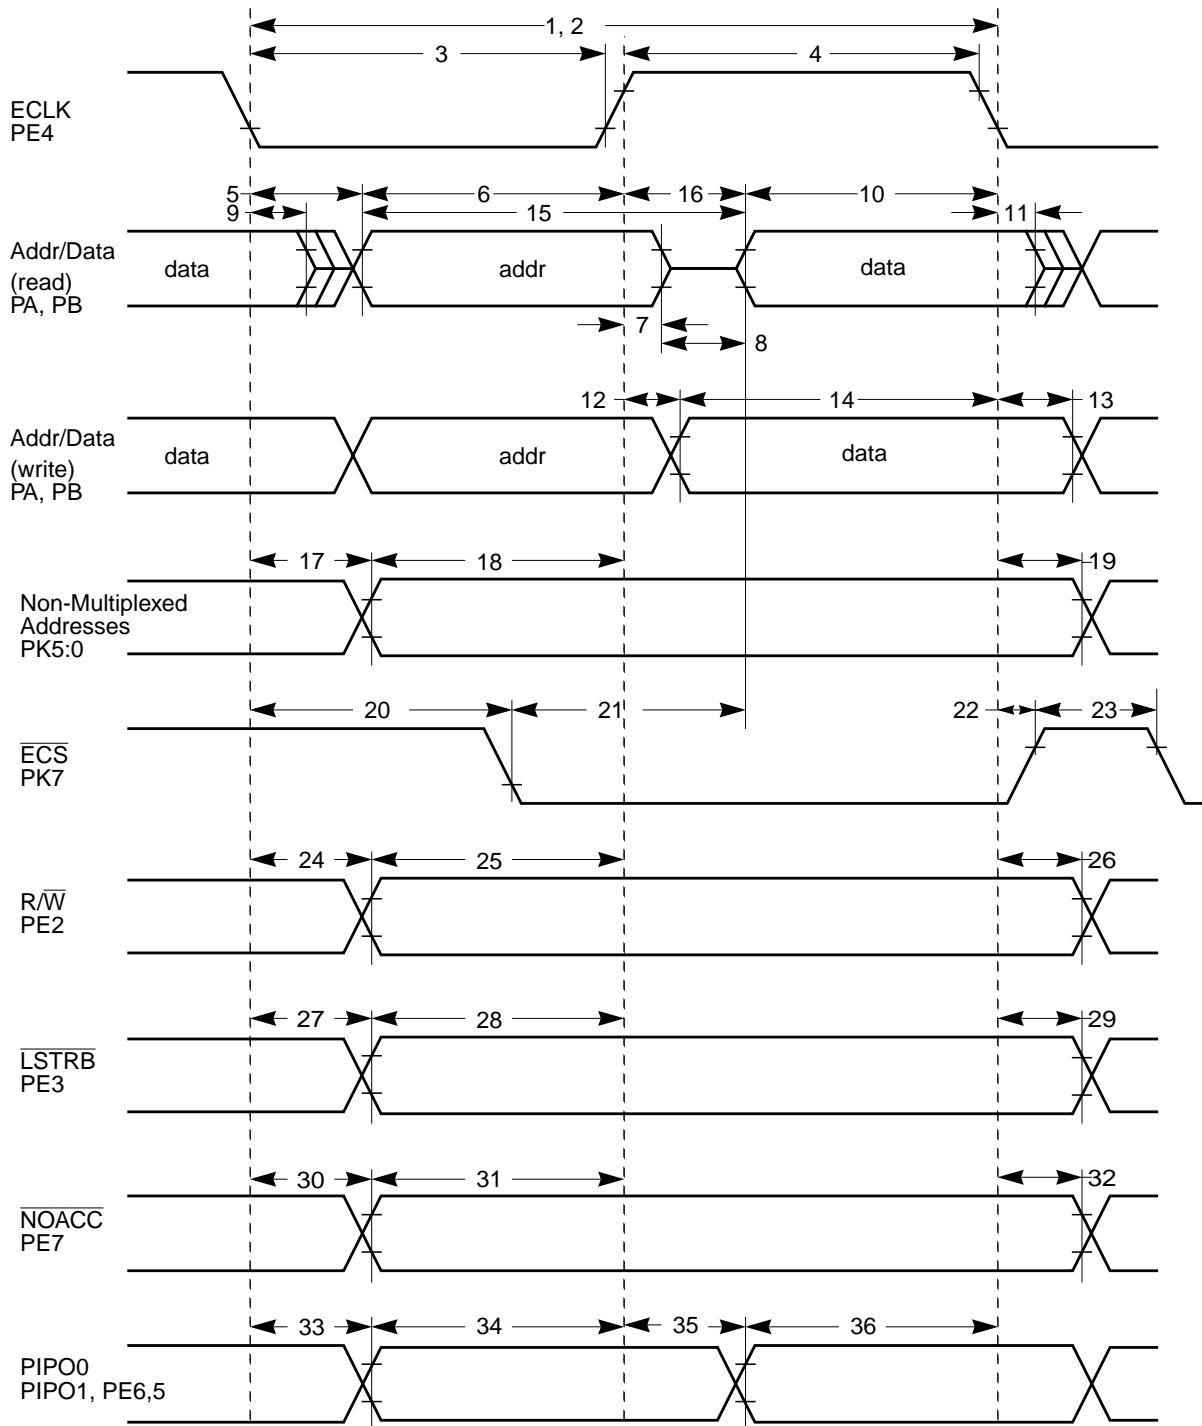 1, 2
3
4
ECLK
PE4
5
6
16
10
9
15
11
Addr/Data
(read)
PA, PB
data
addr
data
7
8
12
14
13
Addr/Data
(write)
PA, PB
data
addr
data
17
18
19
Non-Multiplexed
Addresses
PK5:0
20
21
22
23
ECS
PK7
24
25
26
R/W
PE2
27
28
29
LSTRB
PE3
30
31
32
NOACC
PE7
33
34
35
36
PIPO0
PIPO1, PE6,5